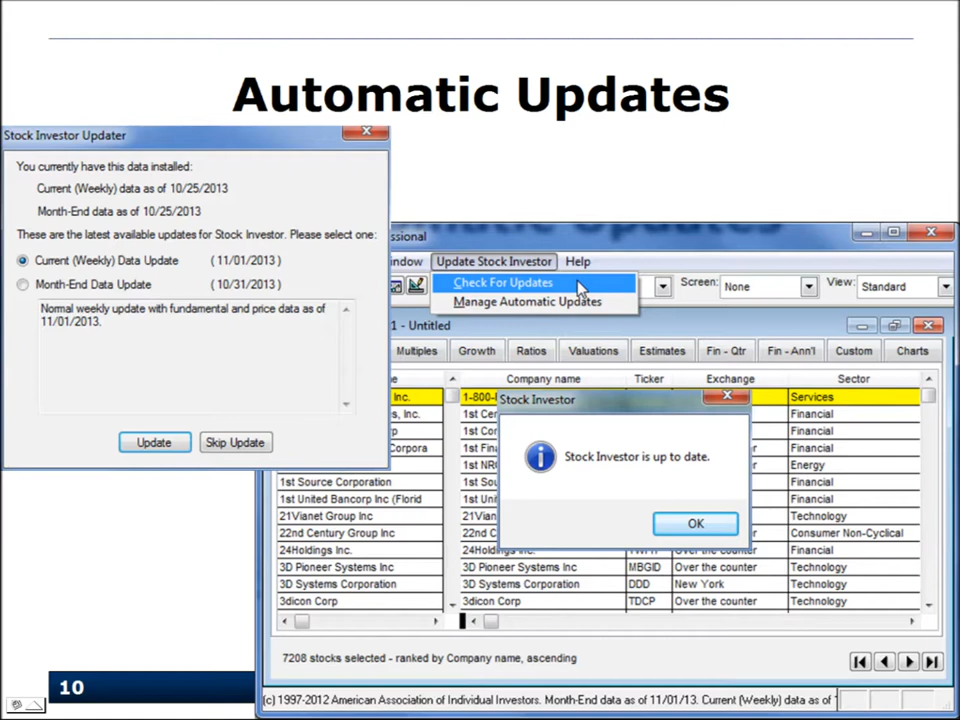 Automatic Updates
Stock Investor Updater
You currently have this data installed:
Current (Weekly) data as of 10/25/2013
Month-End data as of 10/25/2013
These are the latest available updates for Stock Investor. Please select one:
Current (Weekly) Data Update ( 11/01/2013 )
Month-End Data Update ( 10/31/2013 )
Normal weekly update with fundamental and price data as of
11/01/2013.
Update Skip Update
Update Stock Investor Help
Check For Updates
Manage Automatic Updates
Screen: None View: Standard
1 - Untitled
Multiples Growth Ratios Valuations Estimates Fin - Qtr Fin - Ann'l Custom Charts
Company name Ticker Exchange Sector
Inc. Services
Financial
Financial
Financial
Energy
1st Source Corporation Financial
1st United Bancorp Inc (Florid Financial
21Vianet Group Inc Technology
22nd Century Group Inc Consumer Non-Cyclical
24Holdings Inc. 24Holdings Inc. Over the counter Financial
3D Pioneer Systems Inc 3D Pioneer Systems Inc MBGID Over the counter Technology
3D Systems Corporation 3D Systems Corporation DDD New York Technology
3dicon Corp 3dicon Corp TDCP Over the counter Technology
Stock Investor
Stock Investor is up to date.
OK
7208 stocks selected - ranked by Company name, ascending
(c) 1997-2012 American Association of Individual Investors. Month-End data as of 11/01/13. Current (Weekly) data as of
10